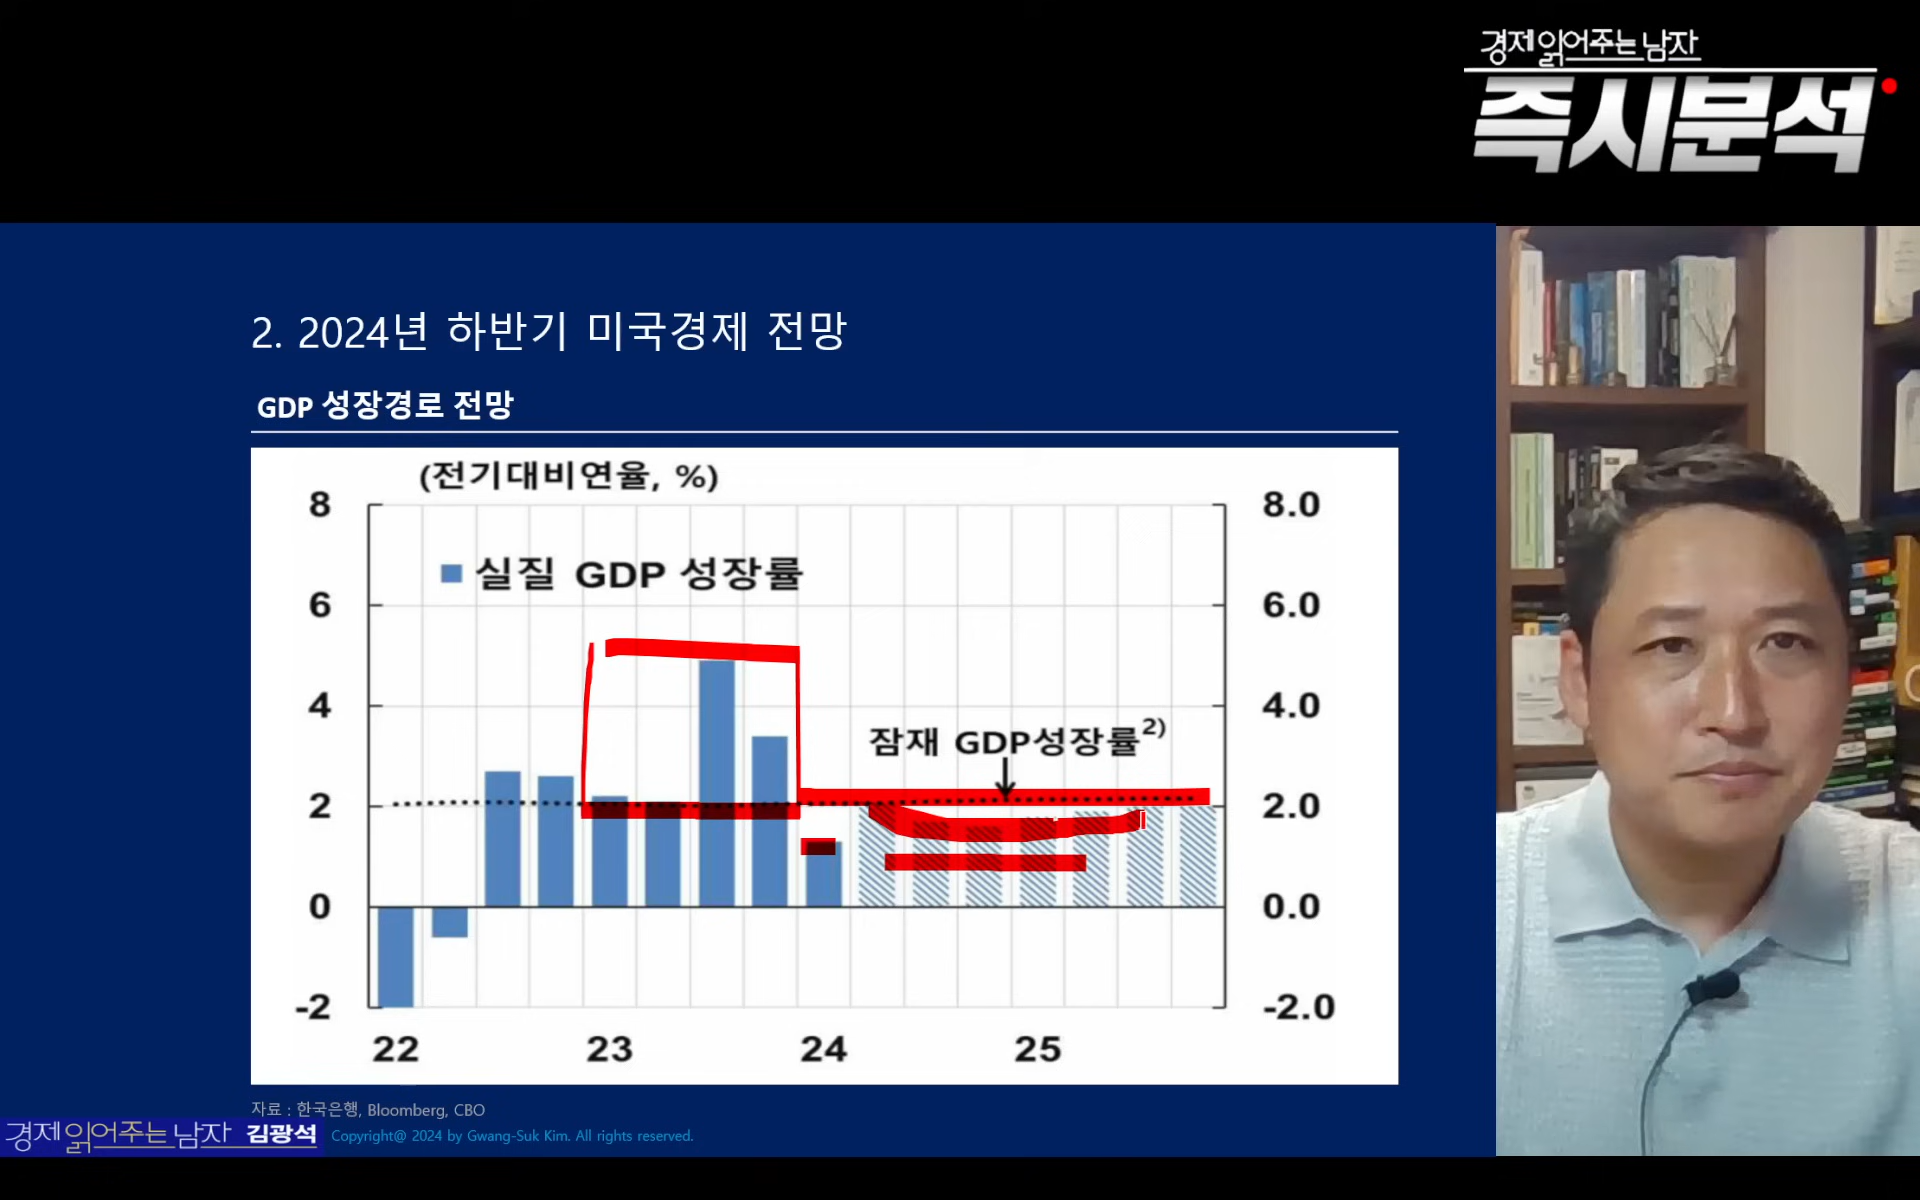 경제읽어주는남자
즉시분석
2. 2024년 하반기 미국경제 전망
GDP 성장경로 전망
(전기대비연율, %)
8 8.0
실질 GDP 성장률
6 6.0
4 4.0
잠재 GDP성장률2)
2 2.0
0 0.0
-2 -2.0
22 23 24 25
자료 : 한국은행, Bloomberg, CBO
경제읽어주는남자 김광석 Copyright@ 2024 by Gwang-Suk Kim. All rights reserved.